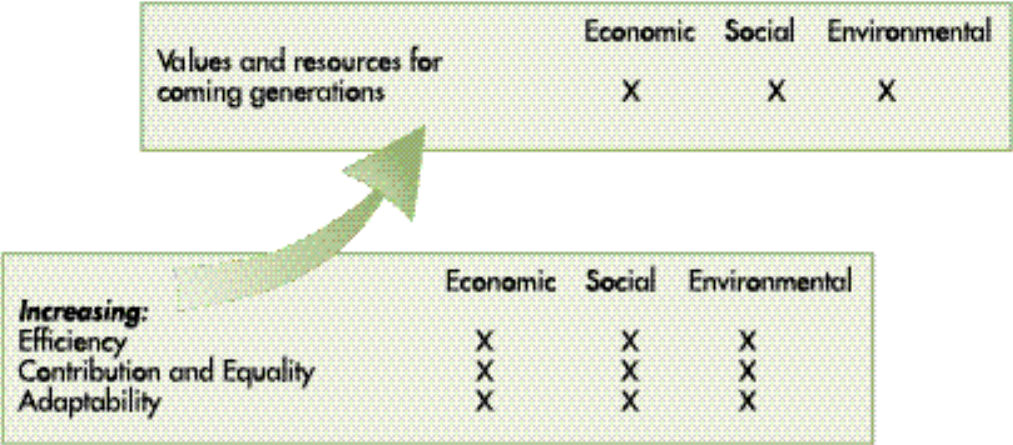 Economic Social Environmental
Values and resources for
coming generations X X X
Economic Social Environmental
Increasing:
Efficiency X X X
Contribution and Equality X X X
Adaptability X X X